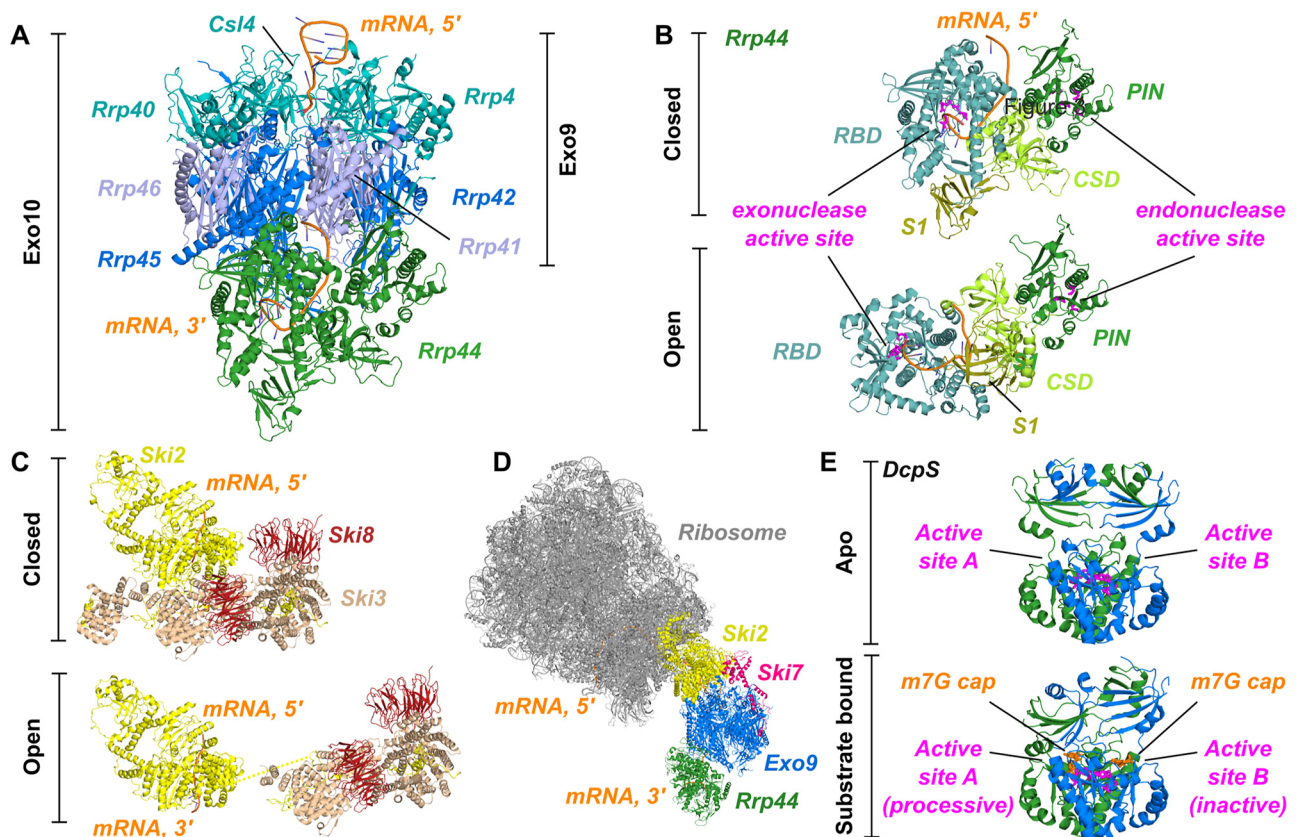 A
Exo10
Csl4
mRNA, 5'
Rrp40
Rrp4
Rrp46
Rrp42
Rrp45
Rrp41
mRNA, 3'
Rrp44
Exo9
B
Rrp44
Closed
mRNA, 5'
PIN
Figure 3
RBD
CSD
S1
exonuclease
active site
endonuclease
active site
Open
RBD
PIN
CSD
S1
C
Closed
Ski2
mRNA, 5'
Ski8
Ski3
Open
mRNA, 5'
mRNA, 3'
D
Ribosome
Ski2
Ski7
mRNA, 5'
Exo9
mRNA, 3'
Rrp44
E
DcpS
Apo
Active
site A
Active
site B
Substrate bound
m7G cap
m7G cap
Active
site A
(processive)
Active
site B
(inactive)